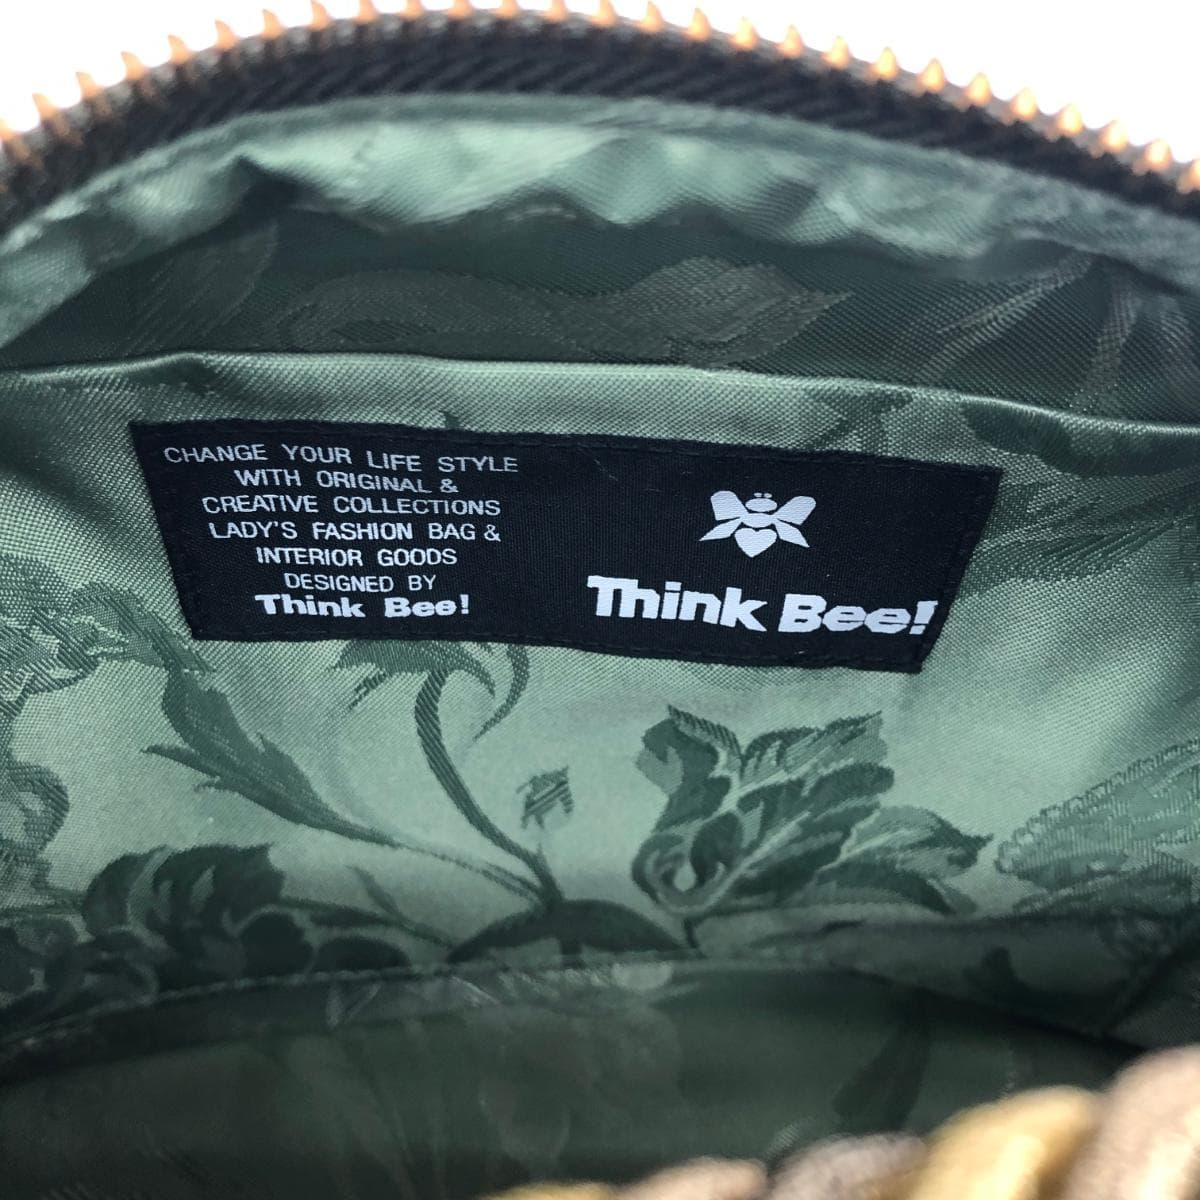 CHANGE YOUR LIFE STYLE
WITH ORIGINAL &
CREATIVE COLLECTIONS
LADY'S FASHION BAG &
INTERIOR GOODS
DESIGNED BY
Think Bee!
Think Bee!